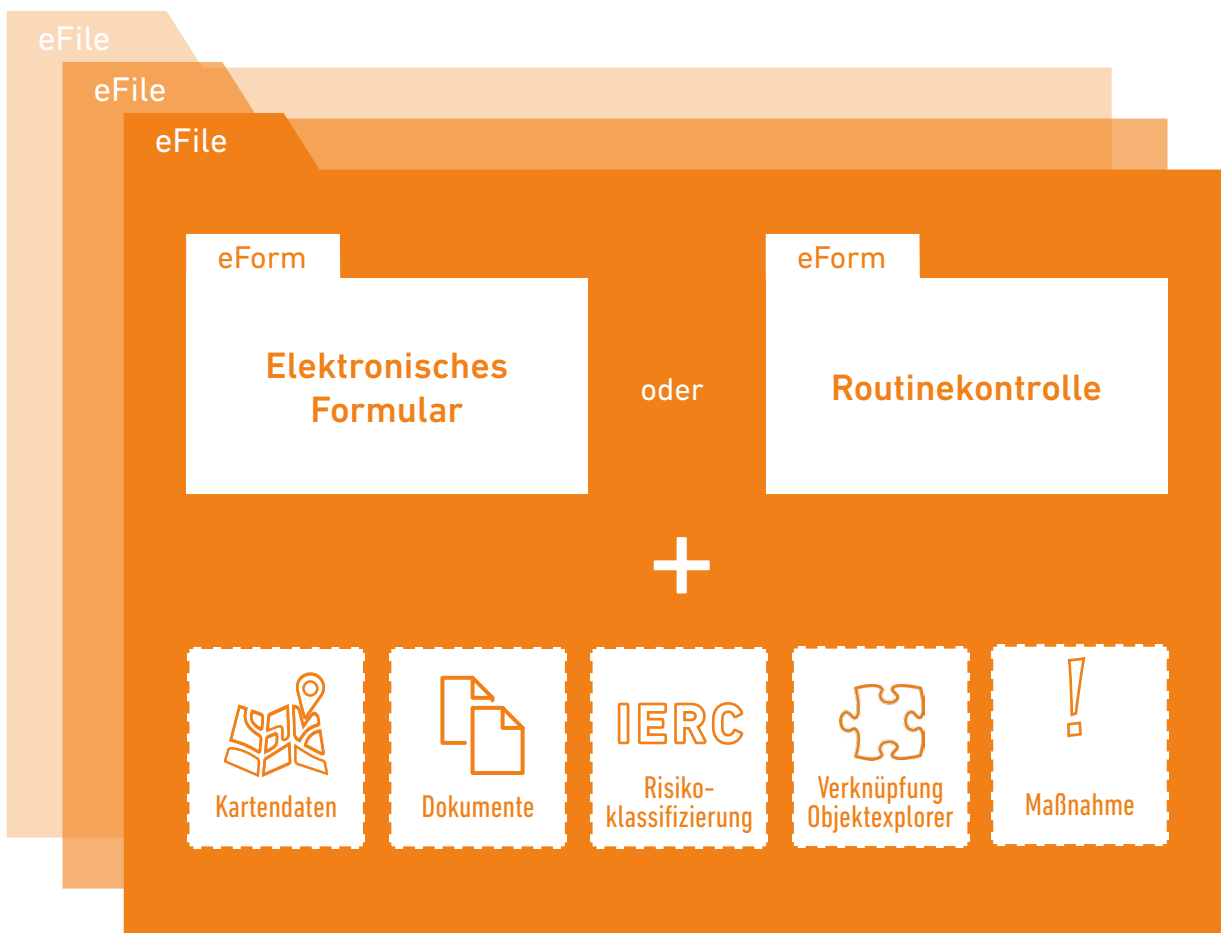 eFile
eFile
eFile
eForm
Elektronisches
Formular
oder
eForm
Routinekontrolle
+
Kartendaten
Dokumente
IERC
Risiko-
klassifizierung
Verknüpfung
Objektexplorer
!
Maßnahme